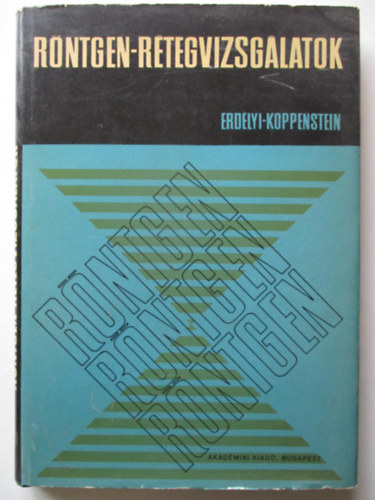 RÖNTGEN-RÉTEGVIZSGÁLATOK
ERDÉLYI-KOPPENSTEIN
RÖNTGEN
RÖNTGEN
RÖNTGEN
AKADÉMIAI KIADÓ, BUDAPEST